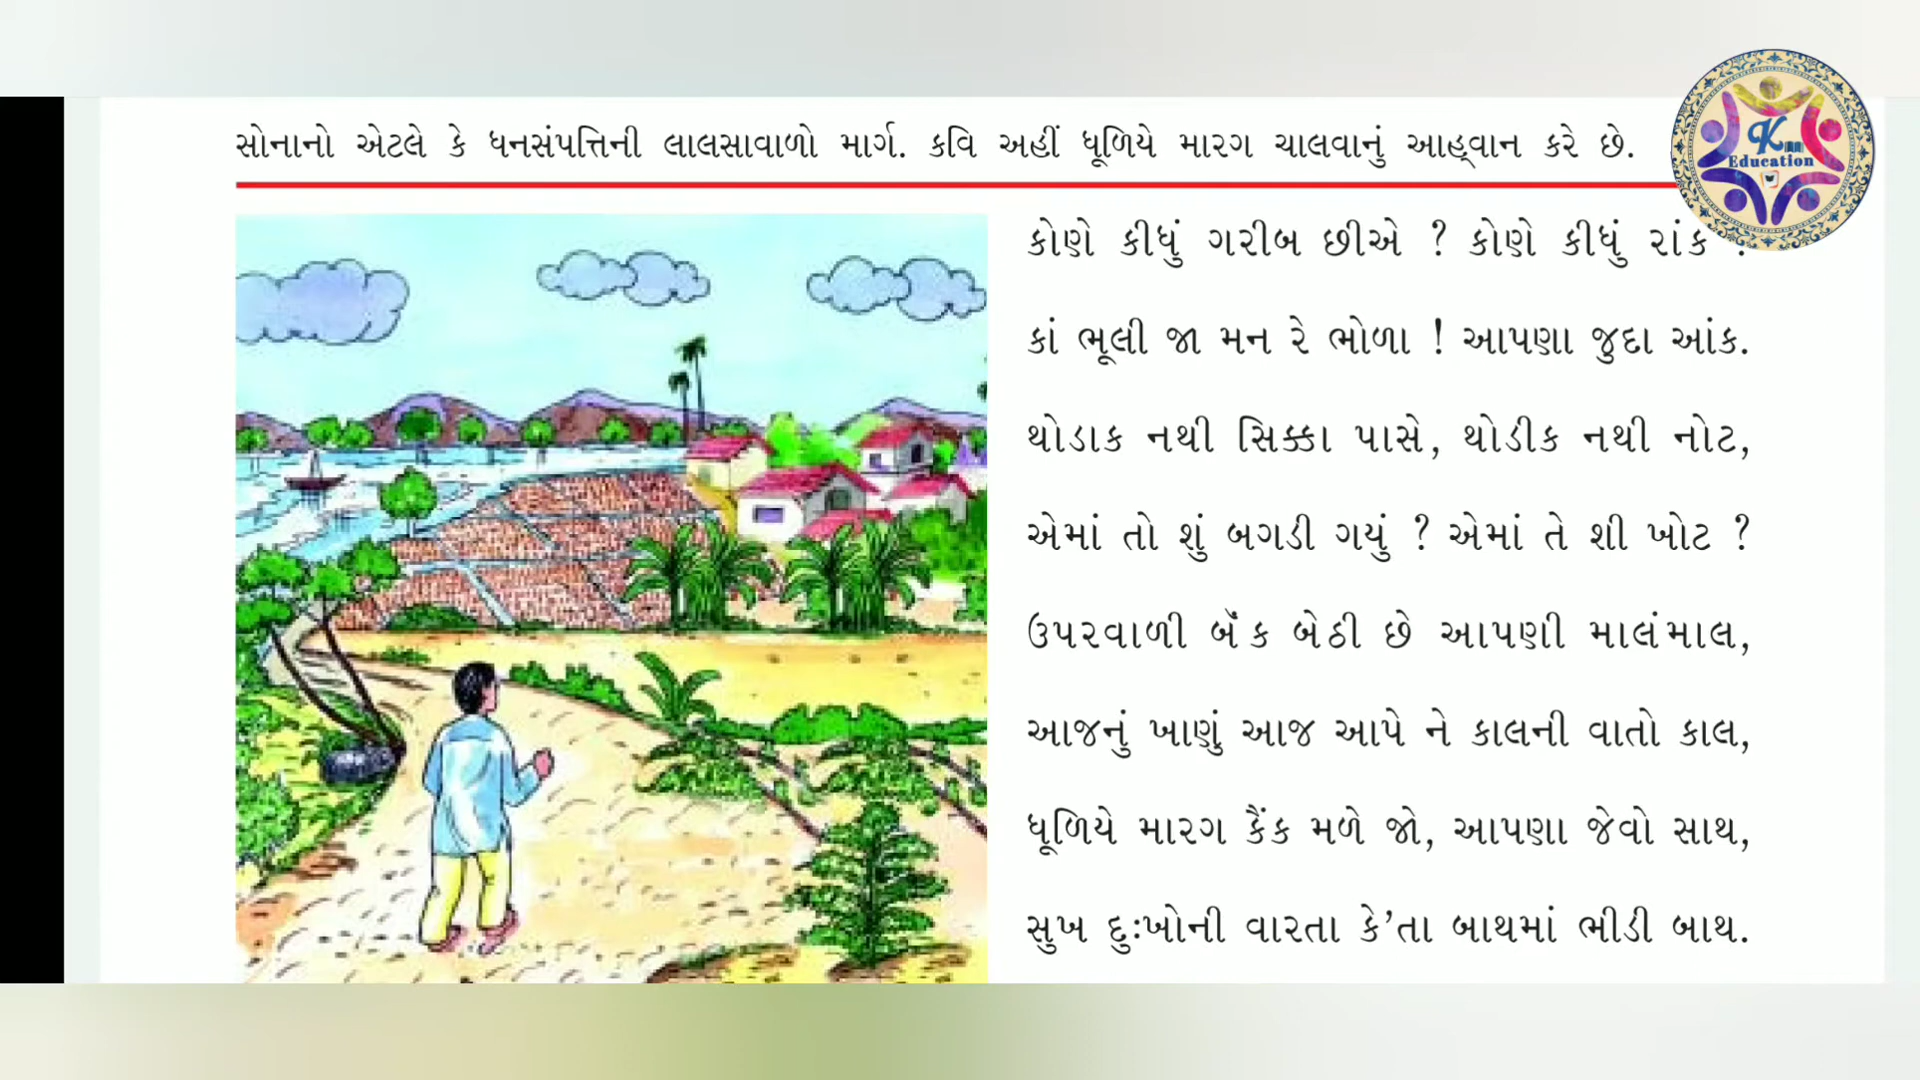 સોનાનો એટલે કે ધનસંપત્તિની લાલસાવાળો માર્ગ. કવિ અહીં ધૂળિયે મારગ ચાલવાનું આહ્‌વાન કરે છે.
K
Education
કોણે કીધું ગરીબ છીએ ? કોણે કીધું રાંક ?
કાં ભૂલી જા મન રે ભોળા ! આપણા જુદા આંક.
થોડાક નથી સિક્કા પાસે, થોડીક નથી નોટ,
એમાં તો શું બગડી ગયું ? એમાં તે શી ખોટ ?
ઉપરવાળી બૅંક બેઠી છે આપણી માલંમાલ,
આજનું ખાણું આજ આપે ને કાલની વાતો કાલ,
ધૂળિયે મારગ કૈંક મળે જો, આપણા જેવો સાથ,
સુખ દુઃખોની વારતા કે’તા બાથમાં ભીડી બાથ.